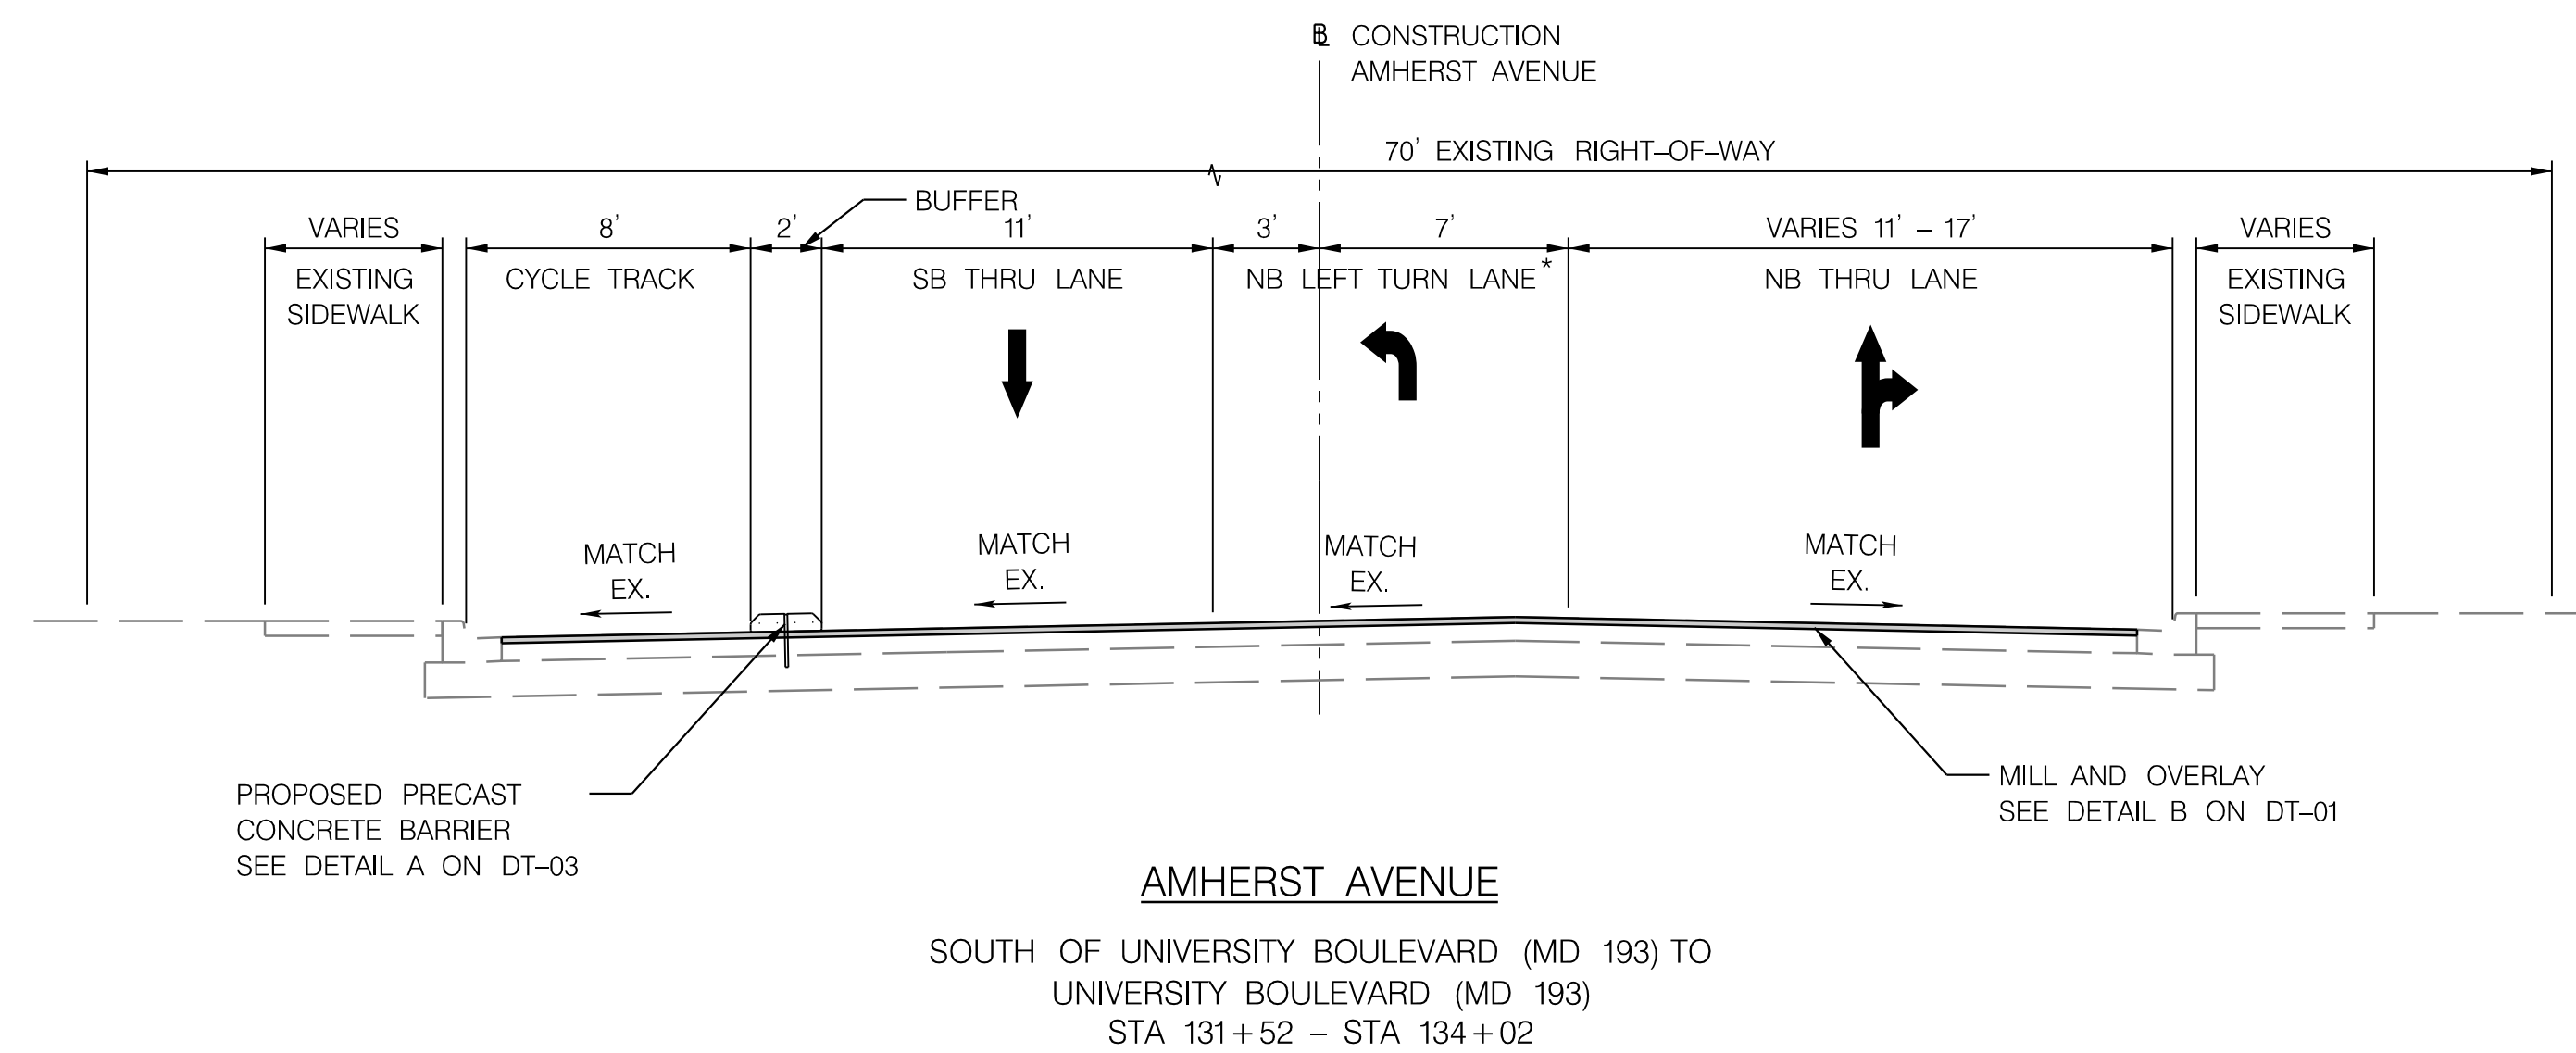 ℄ CONSTRUCTION
AMHERST AVENUE
70' EXISTING RIGHT-OF-WAY
BUFFER
VARIES 8' 2' 11' 3' 7' VARIES 11' - 17' VARIES
EXISTING CYCLE TRACK SB THRU LANE NB LEFT TURN LANE* NB THRU LANE EXISTING
SIDEWALK SIDEWALK
MATCH MATCH MATCH MATCH
EX. EX. EX. EX.
PROPOSED PRECAST
CONCRETE BARRIER
SEE DETAIL A ON DT-03
MILL AND OVERLAY
SEE DETAIL B ON DT-01
AMHERST AVENUE
SOUTH OF UNIVERSITY BOULEVARD (MD 193) TO
UNIVERSITY BOULEVARD (MD 193)
STA 131+52 - STA 134+02